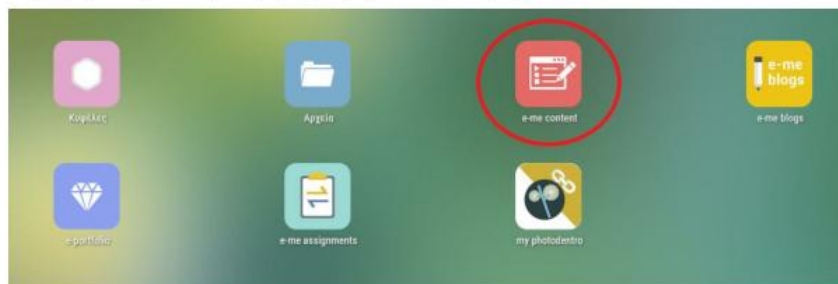 Κυψέλες
Αρχεία
e-me content
e-me blogs
e-me blogs
e-portfolio
e-me assignments
my photodentro